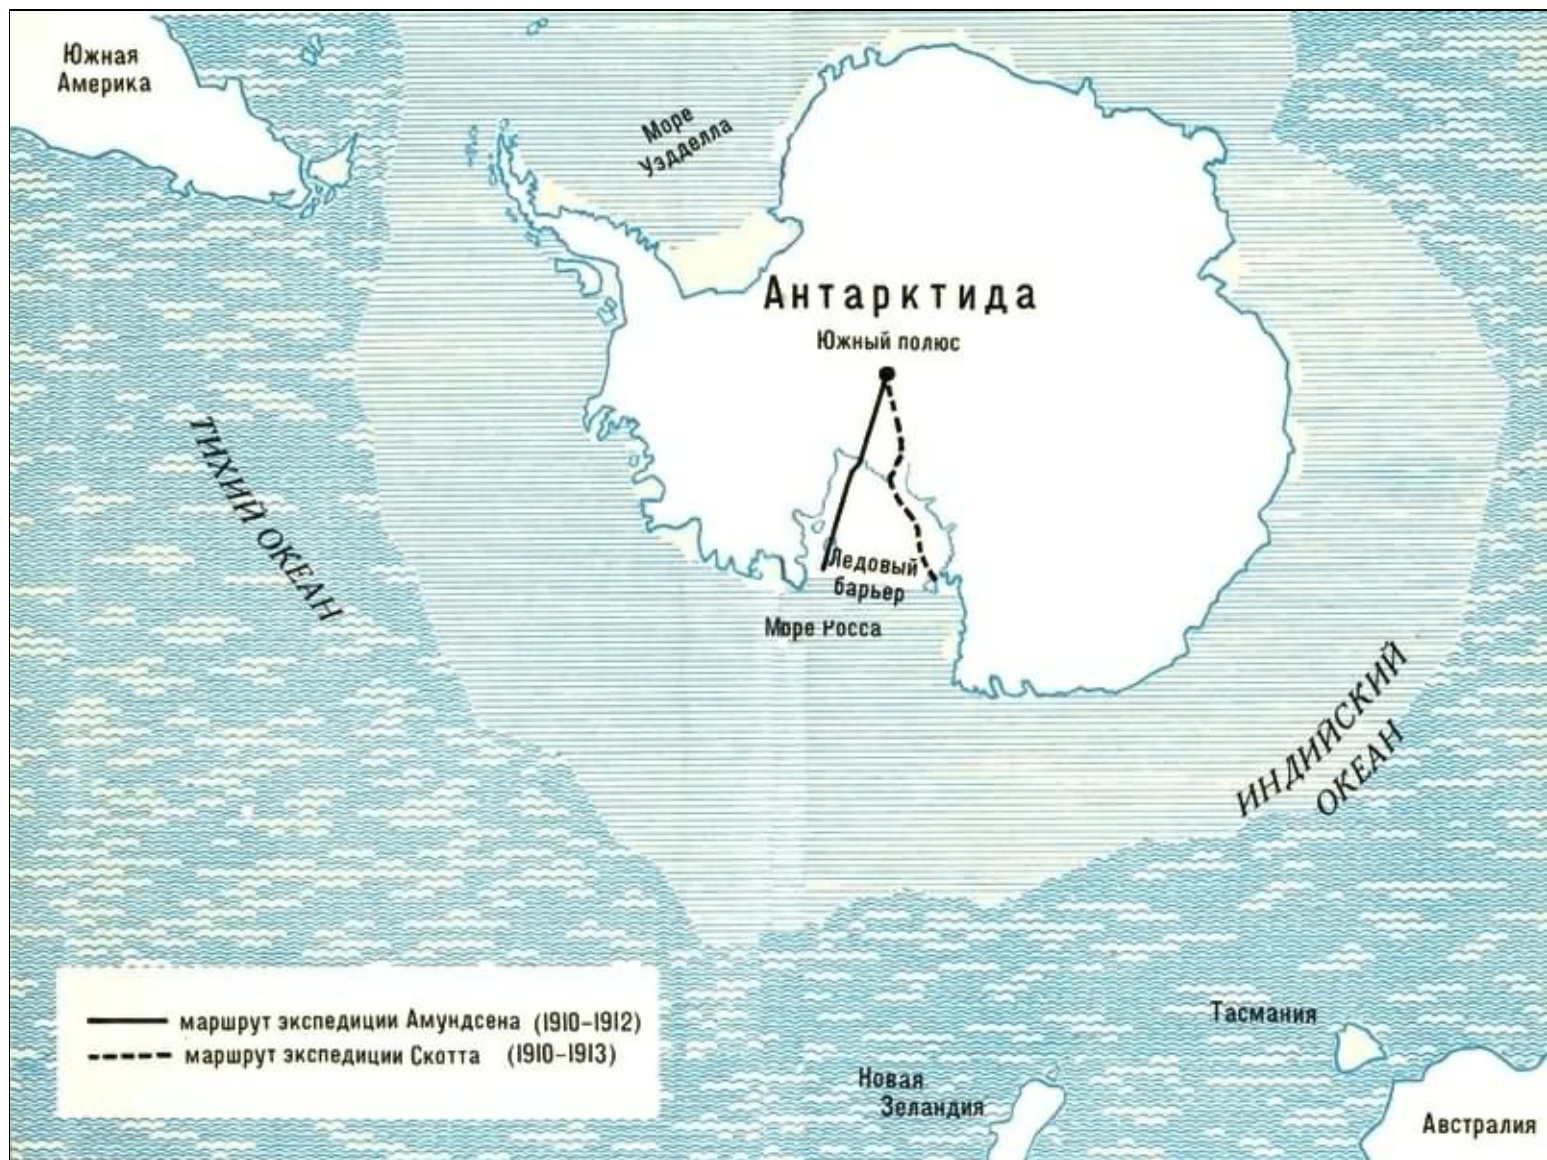 Южная
Америка
Море
Уэдделла
Антарктида
Южный полюс
ТИХИЙ ОКЕАН
Ледовый
барьер
Море Росса
ИНДИЙСКИЙ
ОКЕАН
маршрут экспедиции Амундсена (1910–1912)
маршрут экспедиции Скотта (1910–1913)
Тасмания
Новая
Зеландия
Австралия